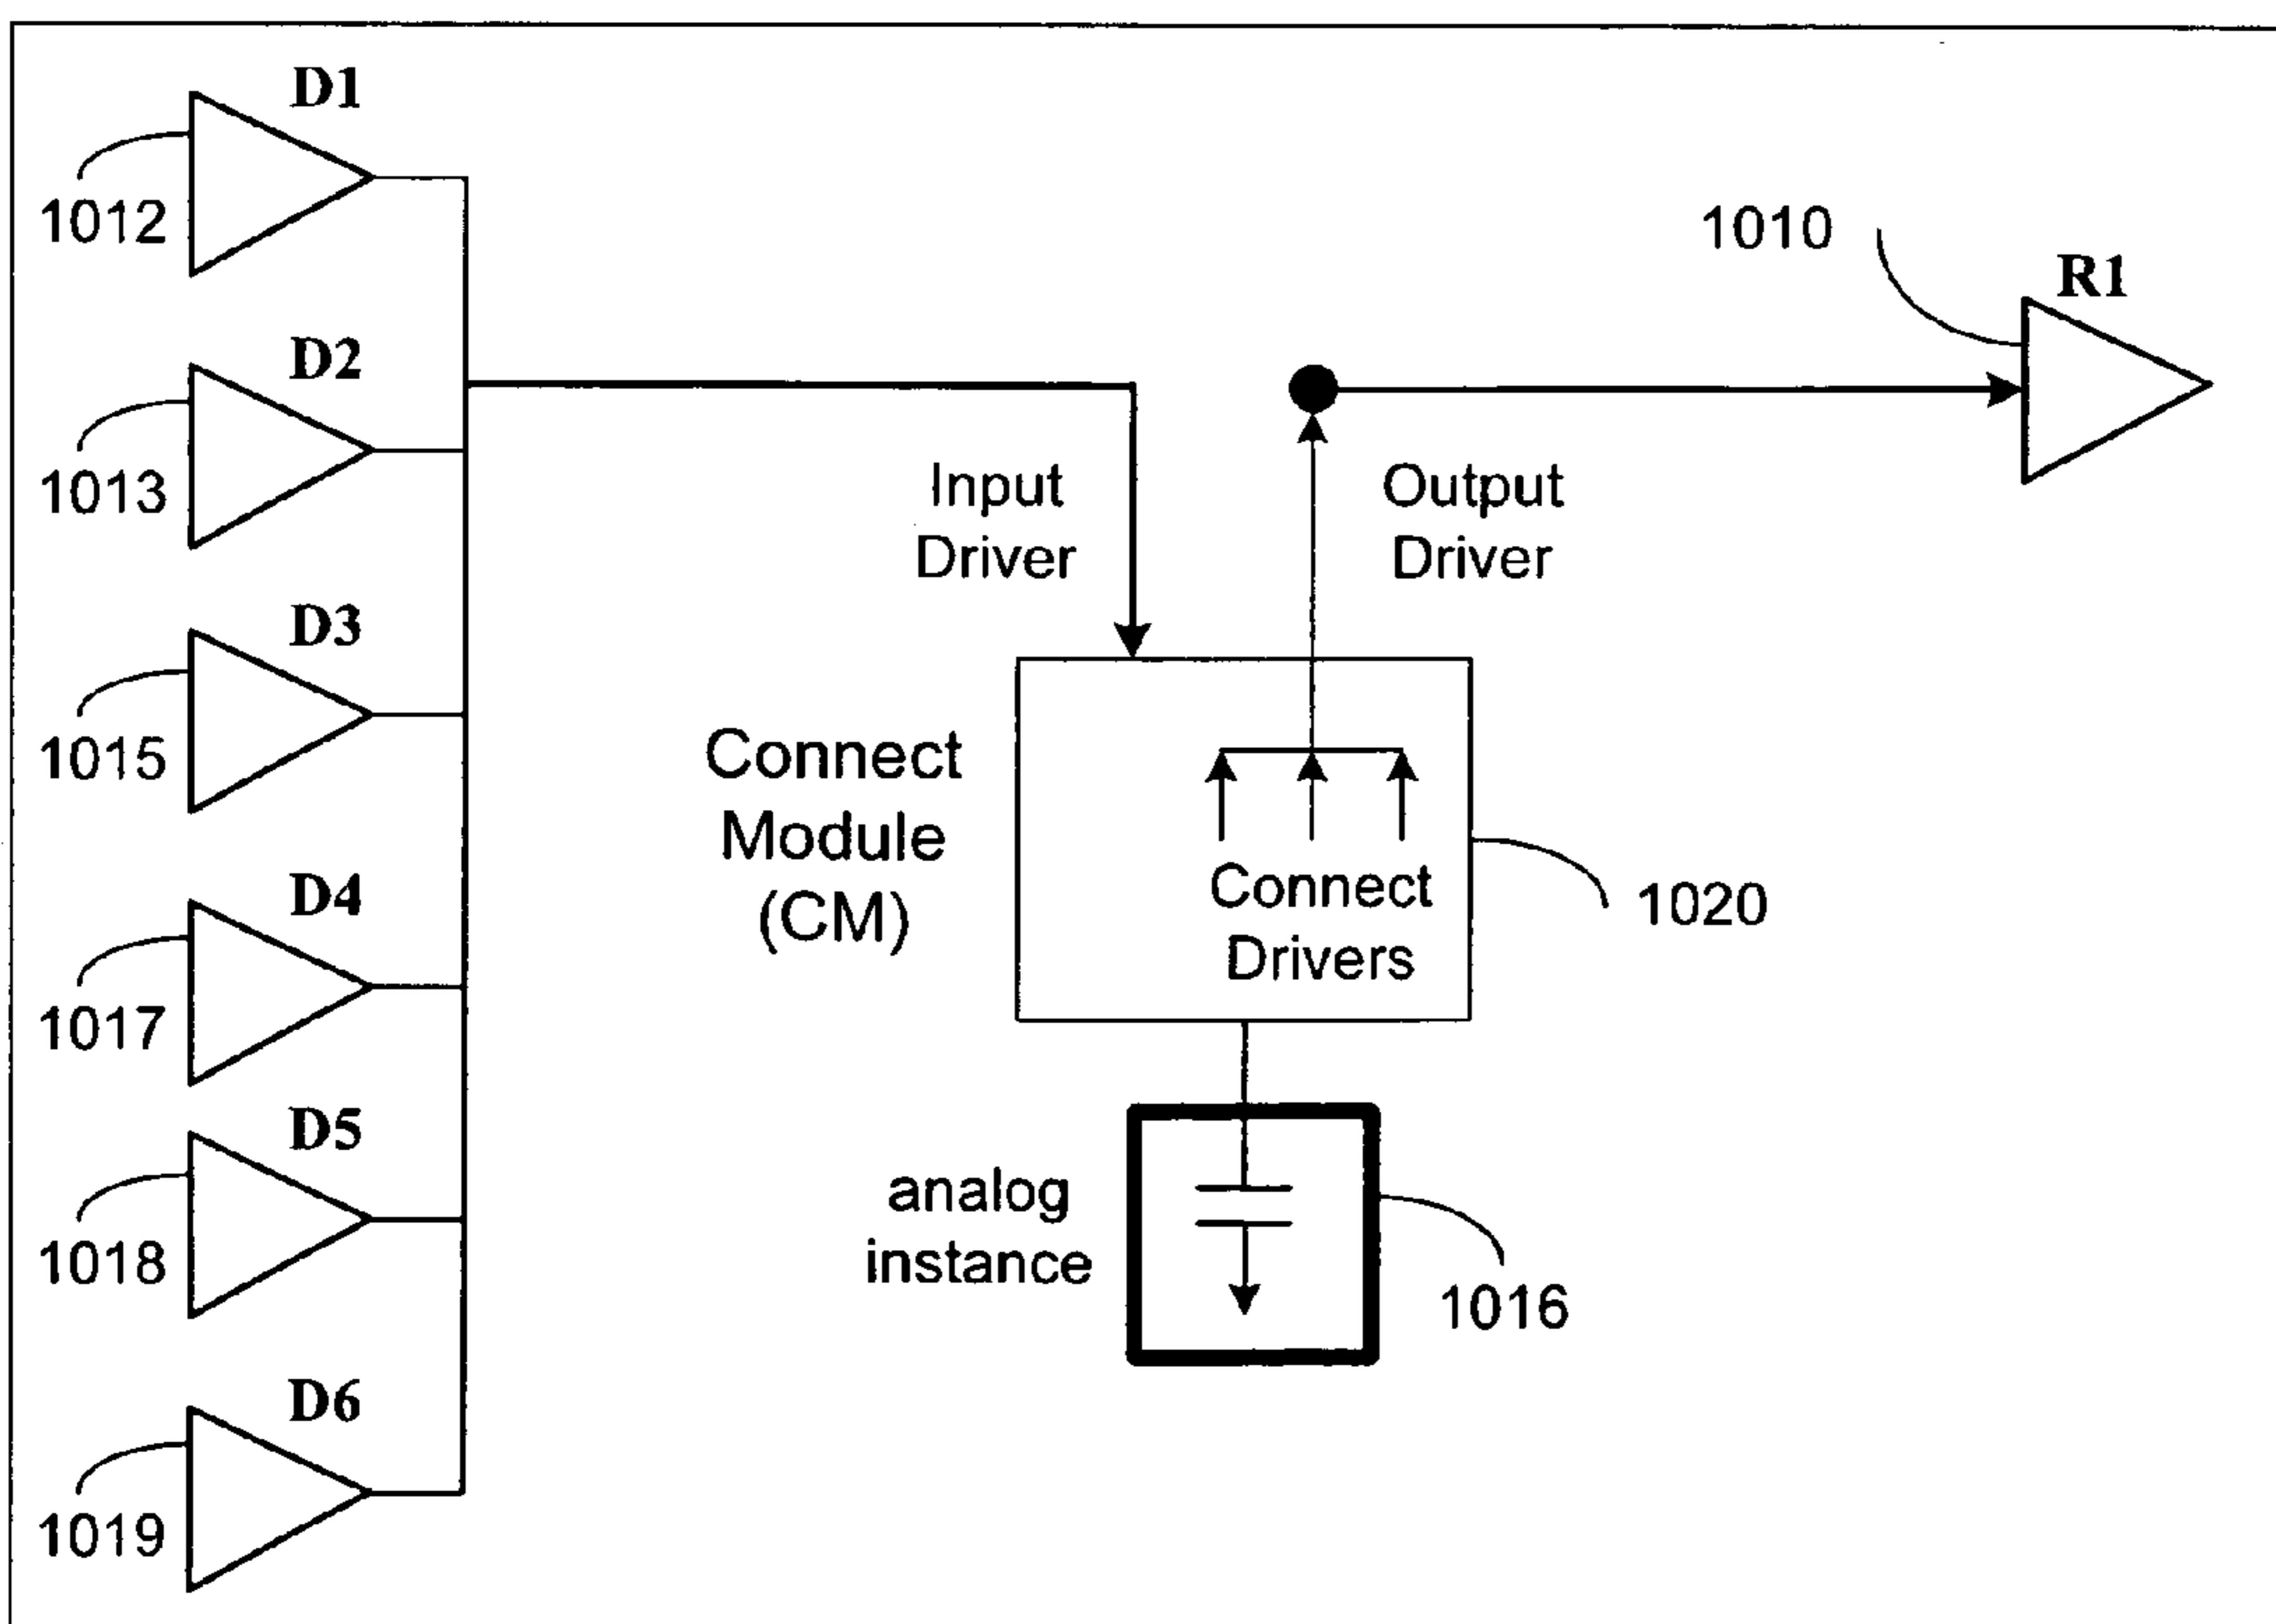 D1
1012
D2
1013
D3
1015
D4
1017
D5
1018
D6
1019
Input
Driver
Output
Driver
1010
R1
Connect
Module
(CM)
Connect
Drivers
1020
analog
instance
1016